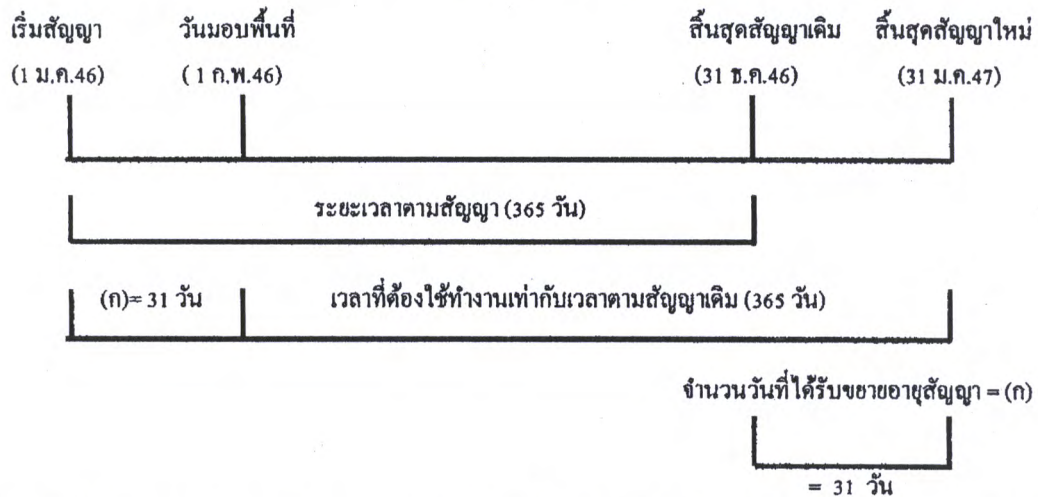 เริ่มสัญญา วันมอบพื้นที่ สิ้นสุดสัญญาเดิม สิ้นสุดสัญญาใหม่
(1 ม.ค.46) ( 1 ก.พ.46) (31 ธ.ค.46) (31 ม.ค.47)
ระยะเวลาตามสัญญา (365 วัน)
(ก)= 31 วัน เวลาที่ต้องใช้ทำงานเท่ากับเวลาตามสัญญาเดิม (365 วัน)
จำนวนวันที่ได้รับขยายอายุสัญญา = (ก)
= 31 วัน